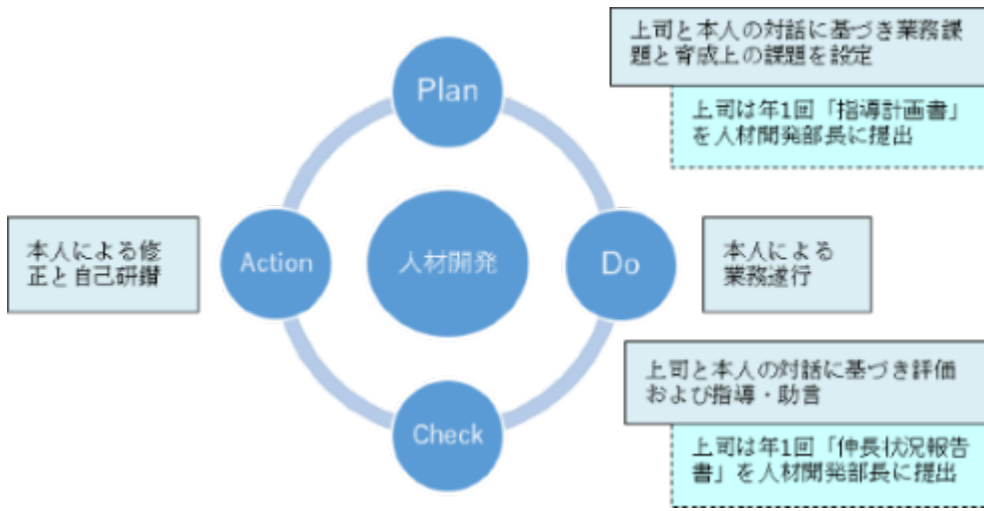 上司と本人の対話に基づき業務課
題と育成上の課題を設定
Plan
上司は年1回「指導計画書」
を人材開発部長に提出
本人による修
正と自己研鑽
Action
人材開発
Do
本人による
業務遂行
上司と本人の対話に基づき評価
および指導・助言
Check
上司は年1回「伸長状況報告
書」を人材開発部長に提出